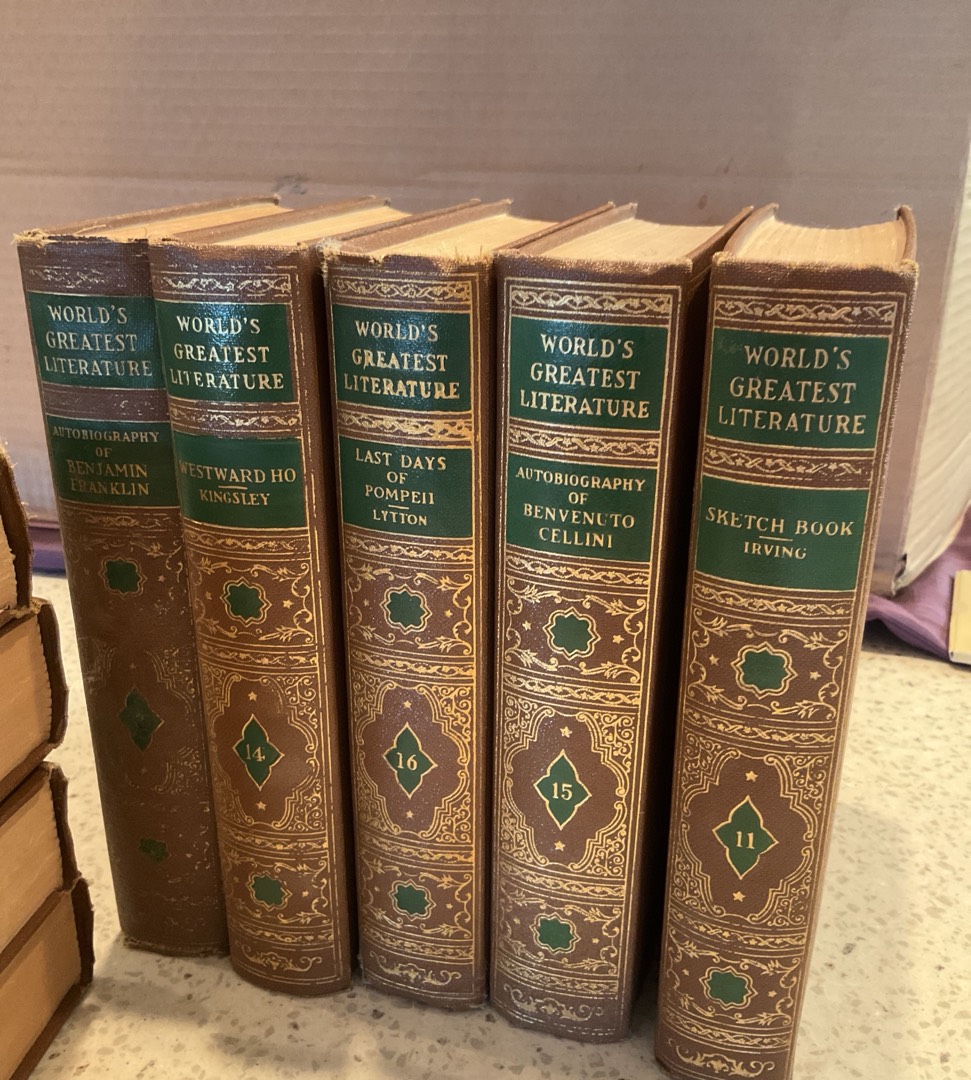 WORLD'S
GREATEST
LITERATURE
AUTOBIOGRAPHY
OF
BENJAMIN
FRANKLIN
WORLD'S
GREATEST
LITERATURE
WESTWARD HO
KINGSLEY
14
WORLD'S
GREATEST
LITERATURE
LAST DAYS
OF
POMPEII
LYTTON
16
WORLD'S
GREATEST
LITERATURE
AUTOBIOGRAPHY
OF
BENVENUTO
CELLINI
15
WORLD'S
GREATEST
LITERATURE
SKETCH BOOK
IRVING
11